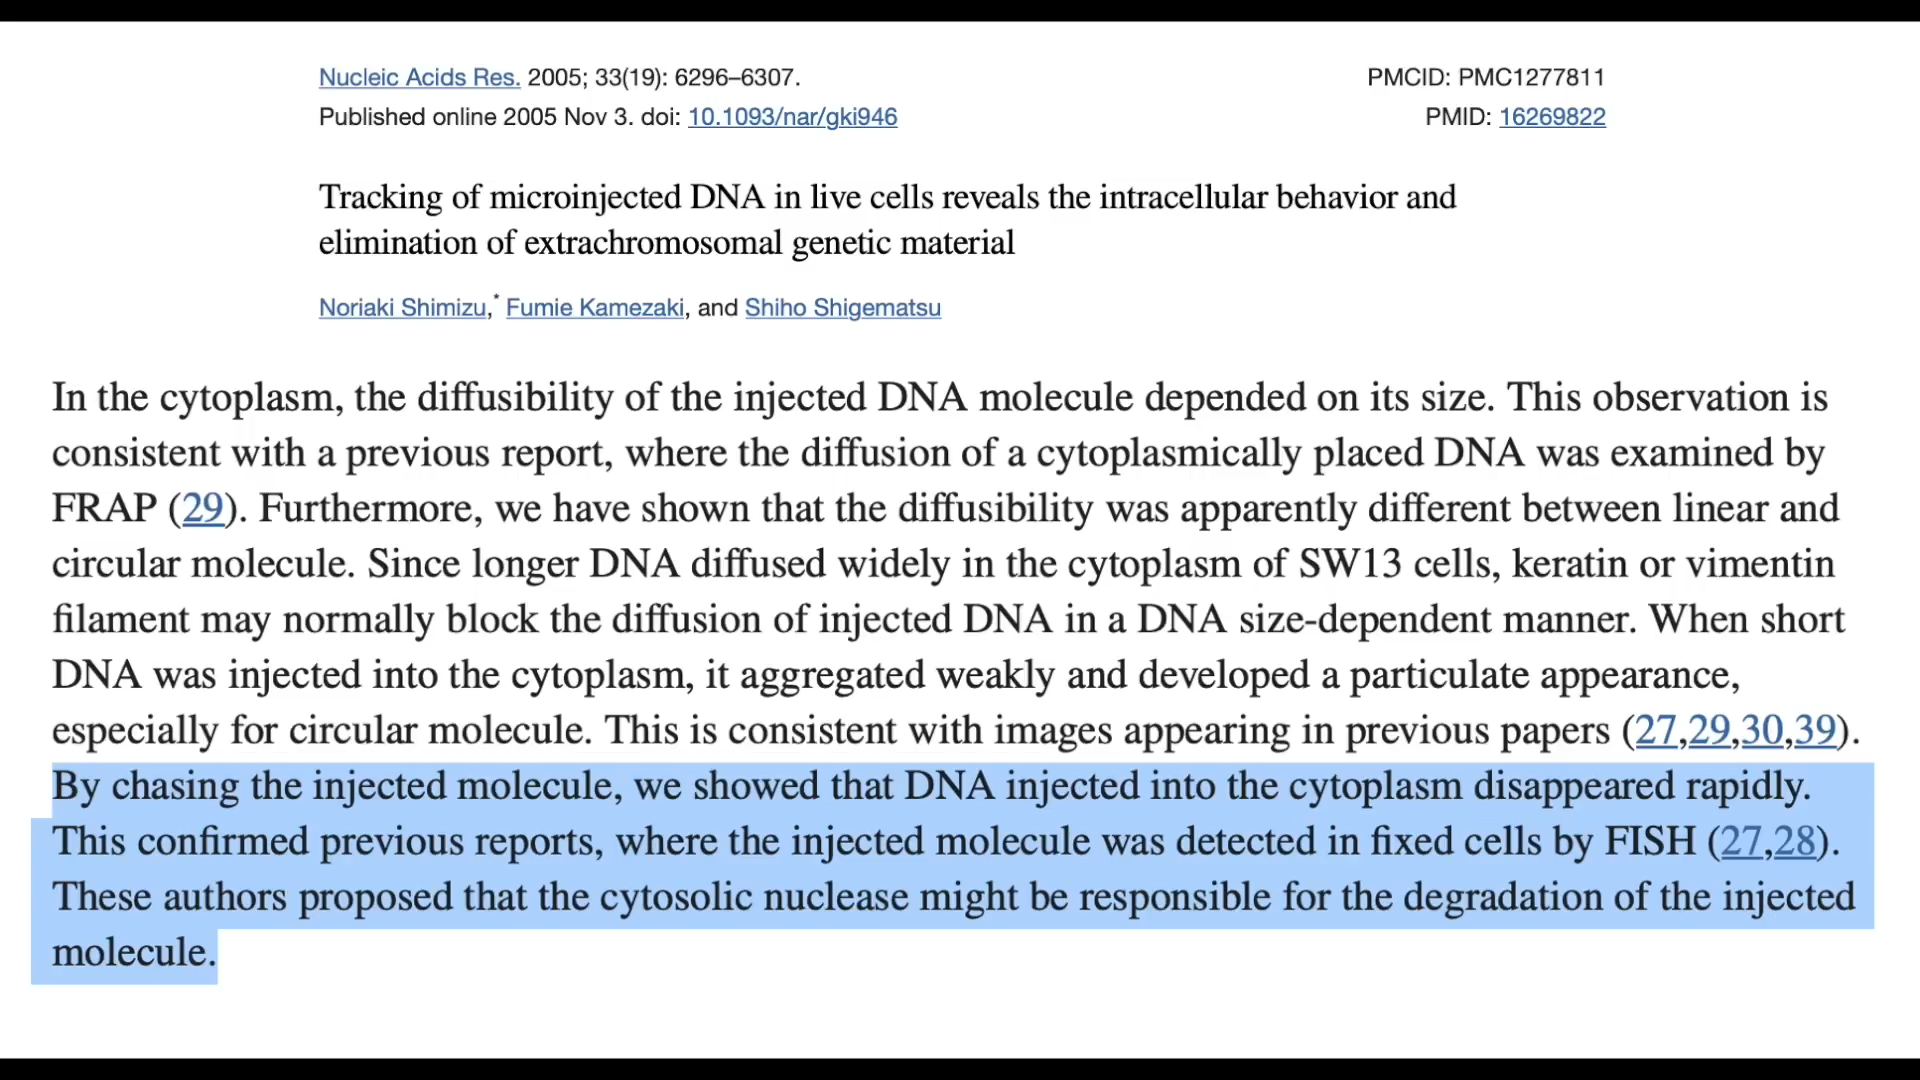 Nucleic Acids Res. 2005; 33(19): 6296–6307.
PMCID: PMC1277811
Published online 2005 Nov 3. doi: 10.1093/nar/gki946
PMID: 16269822
Tracking of microinjected DNA in live cells reveals the intracellular behavior and
elimination of extrachromosomal genetic material
Noriaki Shimizu,* Fumie Kamezaki, and Shiho Shigematsu
In the cytoplasm, the diffusibility of the injected DNA molecule depended on its size. This observation is
consistent with a previous report, where the diffusion of a cytoplasmically placed DNA was examined by
FRAP (29). Furthermore, we have shown that the diffusibility was apparently different between linear and
circular molecule. Since longer DNA diffused widely in the cytoplasm of SW13 cells, keratin or vimentin
filament may normally block the diffusion of injected DNA in a DNA size-dependent manner. When short
DNA was injected into the cytoplasm, it aggregated weakly and developed a particulate appearance,
especially for circular molecule. This is consistent with images appearing in previous papers (27,29,30,39).
By chasing the injected molecule, we showed that DNA injected into the cytoplasm disappeared rapidly.
This confirmed previous reports, where the injected molecule was detected in fixed cells by FISH (27,28).
These authors proposed that the cytosolic nuclease might be responsible for the degradation of the injected
molecule.